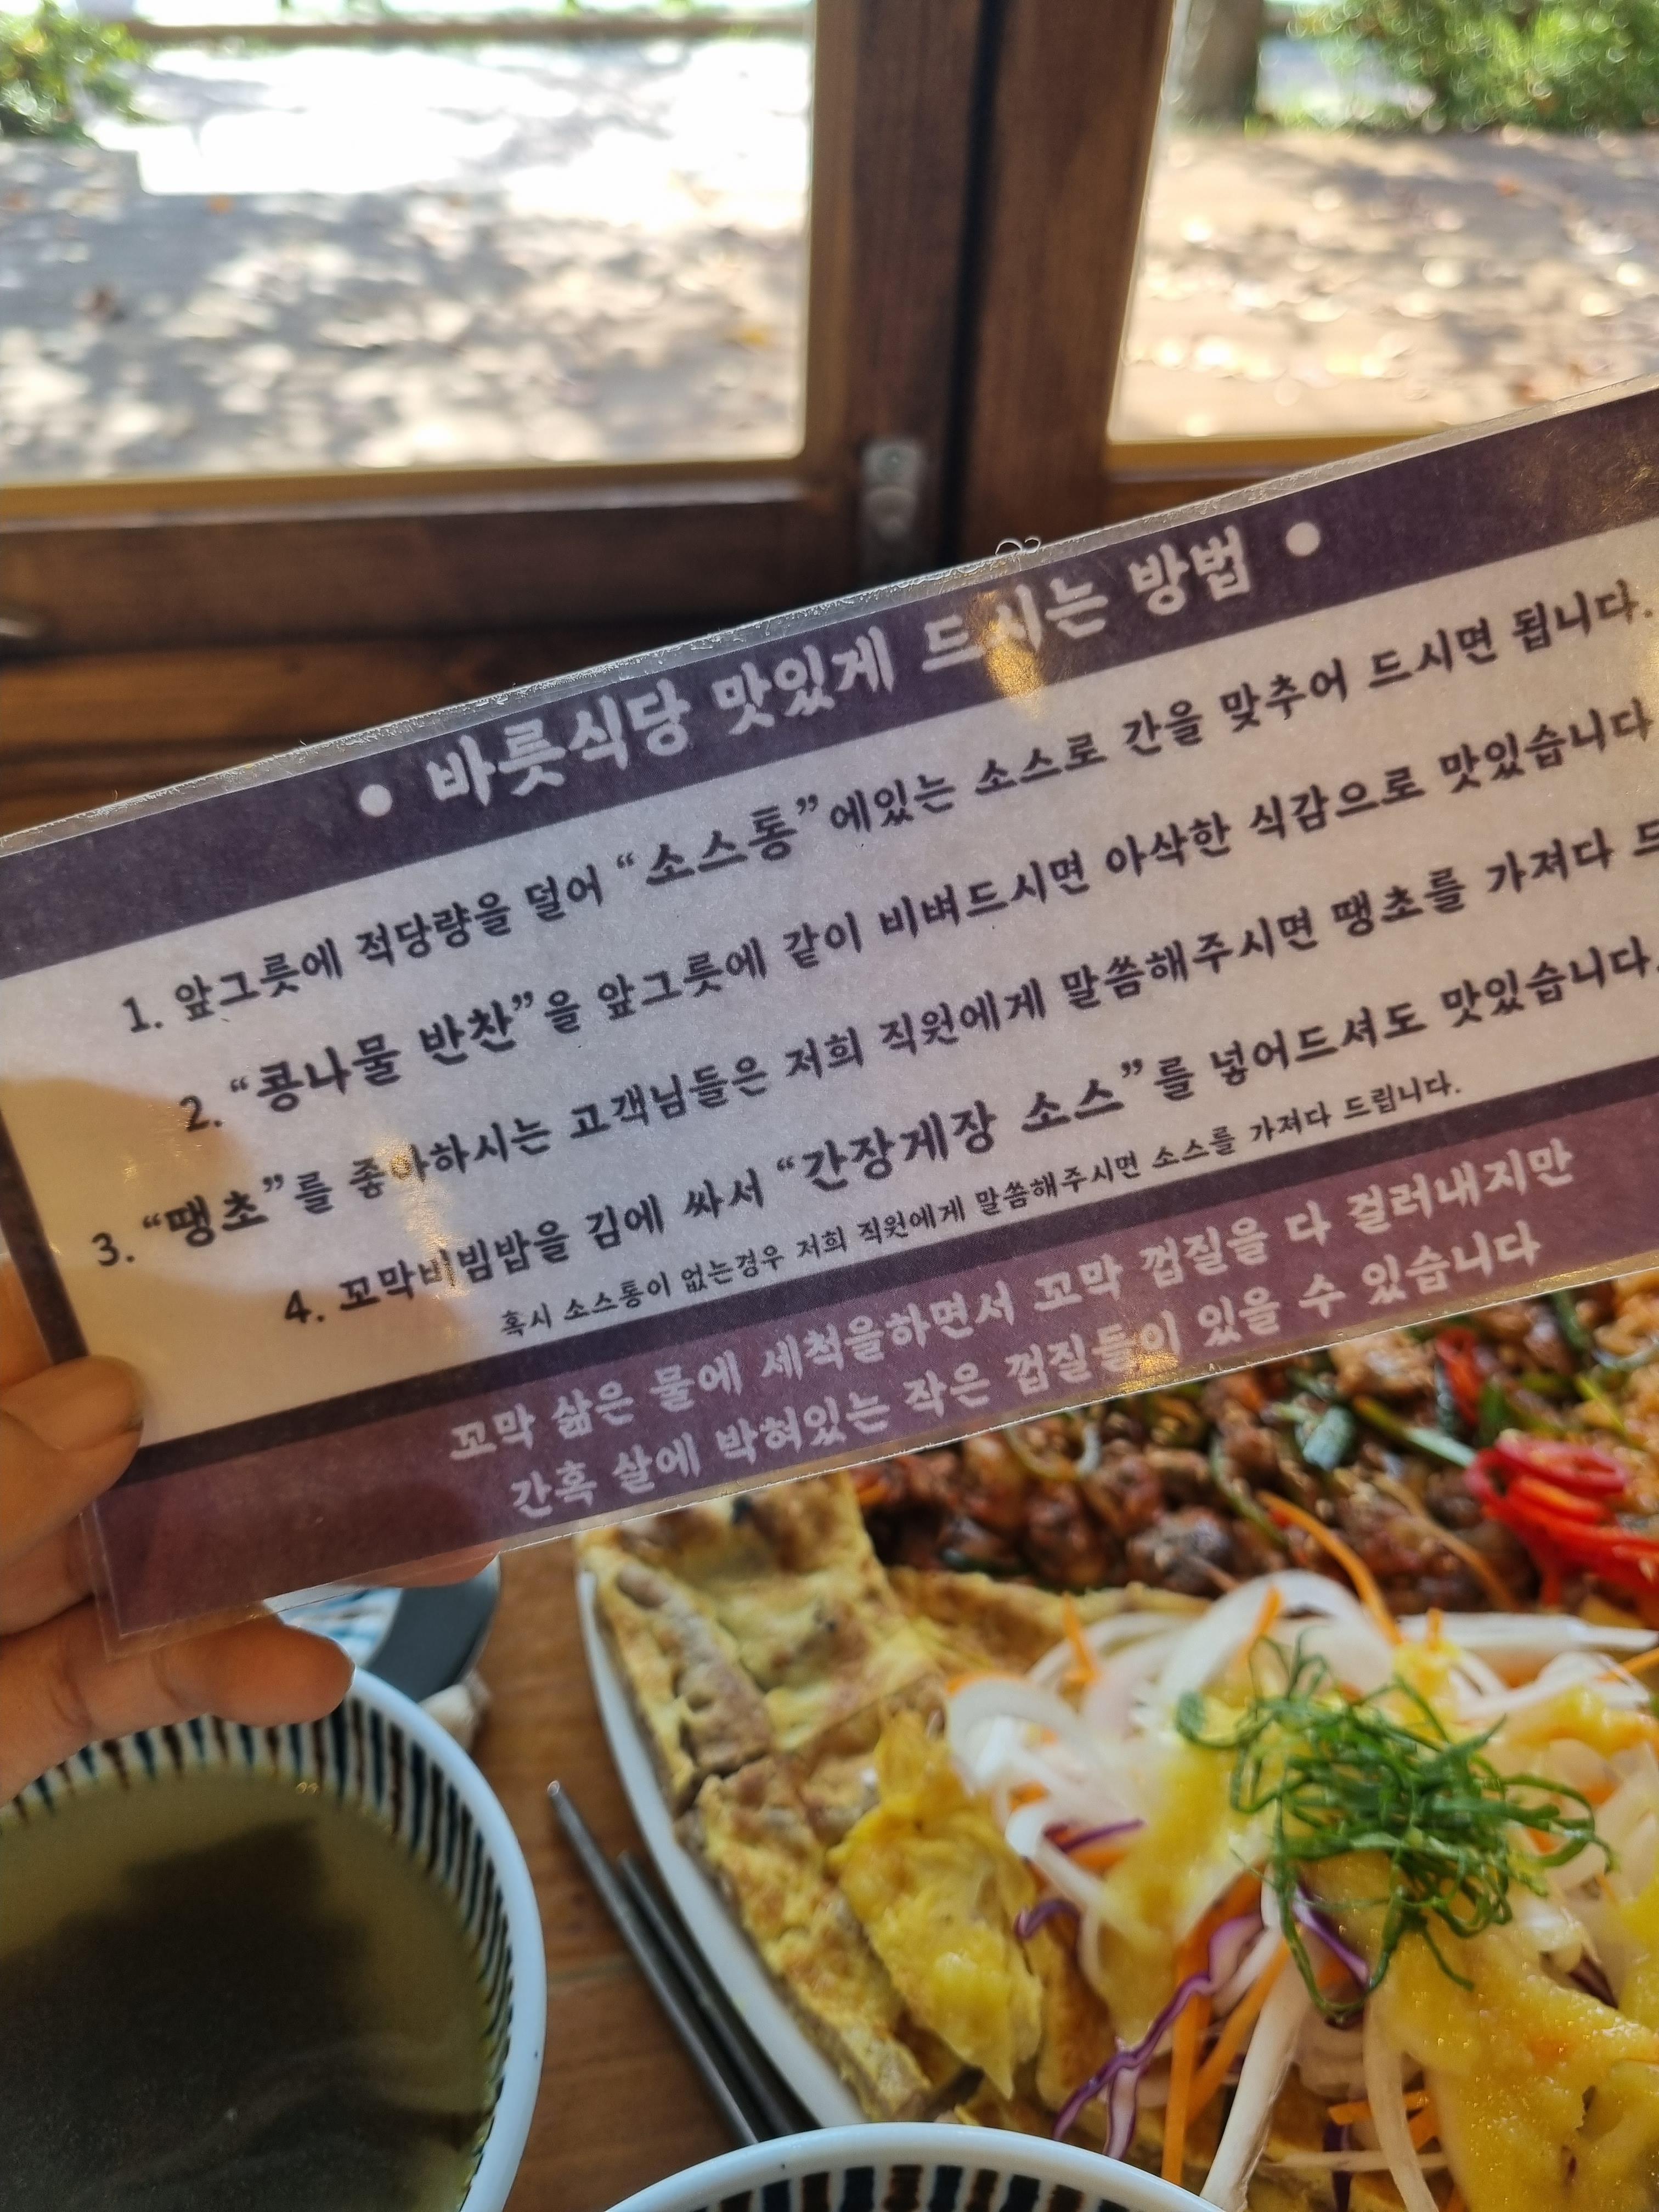 • 바릇식당 맛있게 드시는 방법 •
1. 앞그릇에 적당량을 덜어 “소스통”에있는 소스로 간을 맞추어 드시면 됩니다.
2. “콩나물 반찬”을 앞그릇에 같이 비벼드시면 아삭한 식감으로 맛있습니다
3. “땡초”를 좋아하시는 고객님들은 저희 직원에게 말씀해주시면 땡초를 가져다 드
4. 꼬막비빔밥을 김에 싸서 “간장게장 소스”를 넣어드셔도 맛있습니다.
혹시 소스통이 없는경우 저희 직원에게 말씀해주시면 소스를 가져다 드립니다.
꼬막 삶은 물에 세척을하면서 꼬막 껍질을 다 걸러내지만
간혹 살에 박혀있는 작은 껍질들이 있을 수 있습니다